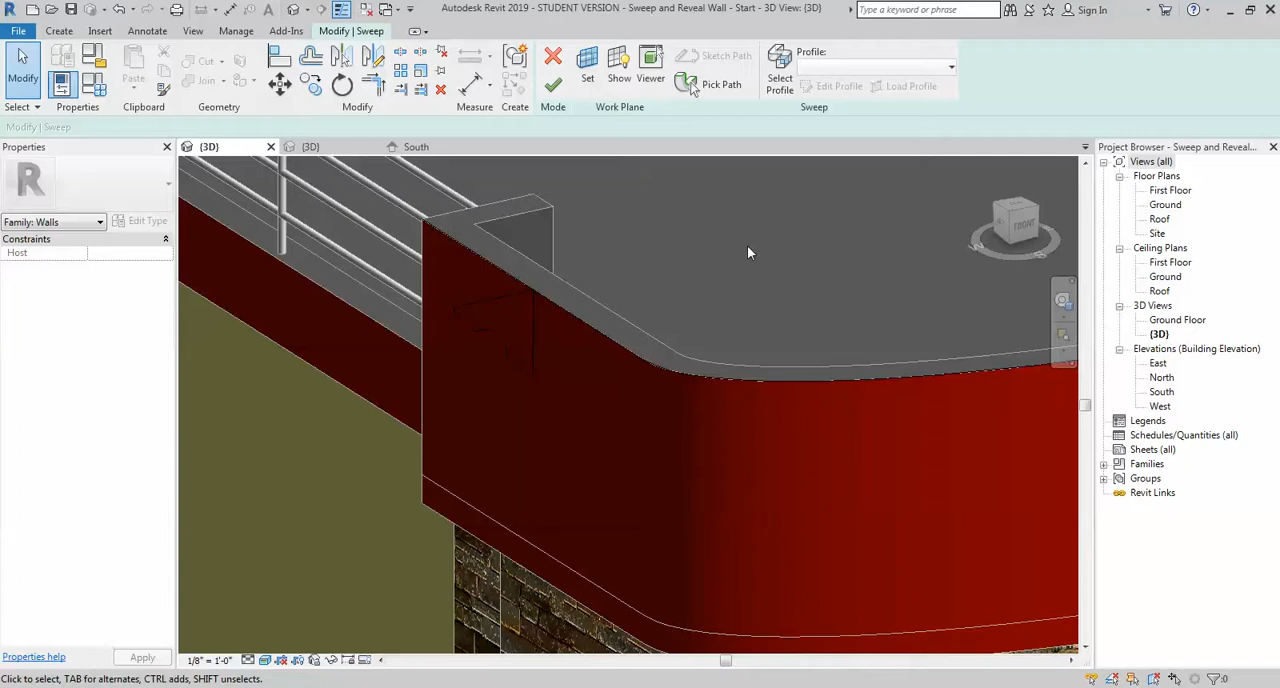 Autodesk Revit 2019 - STUDENT VERSION - Sweep and Reveal Wall - Start - 3D View: {3D}
Type a keyword or phrase
Sign In
File
Create
Insert
Annotate
View
Manage
Add-Ins
Modify | Sweep
Modify
Paste
Cut
Join
Set
Show
Viewer
Sketch Path
Pick Path
Select Profile
Profile:
Edit Profile
Load Profile
Select
Properties
Clipboard
Geometry
Modify
Measure
Create
Mode
Work Plane
Sweep
Modify | Sweep
Properties
{3D}
{3D}
South
Project Browser - Sweep and Reveal...
R
Family: Walls
Edit Type
Constraints
Host
FRONT
Views (all)
Floor Plans
First Floor
Ground
Roof
Site
Ceiling Plans
First Floor
Ground
Roof
3D Views
Ground Floor
{3D}
Elevations (Building Elevation)
East
North
South
West
Legends
Schedules/Quantities (all)
Sheets (all)
Families
Groups
Revit Links
Properties help
Apply
1/8" = 1'-0"
Click to select, TAB for alternates, CTRL adds, SHIFT unselects.
:0